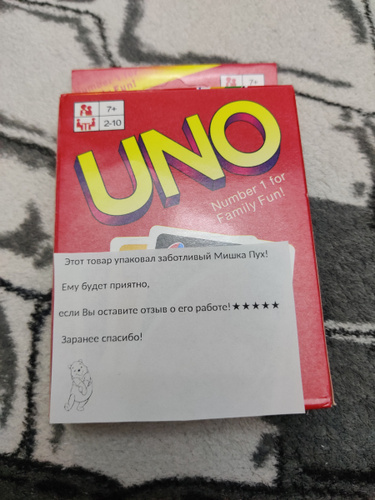 7+
7+
2-10
UNO
Number 1 for
Family Fun!
Этот товар упаковал заботливый Мишка Пух!
Ему будет приятно,
если Вы оставите отзыв о его работе!★★★★★
Заранее спасибо!